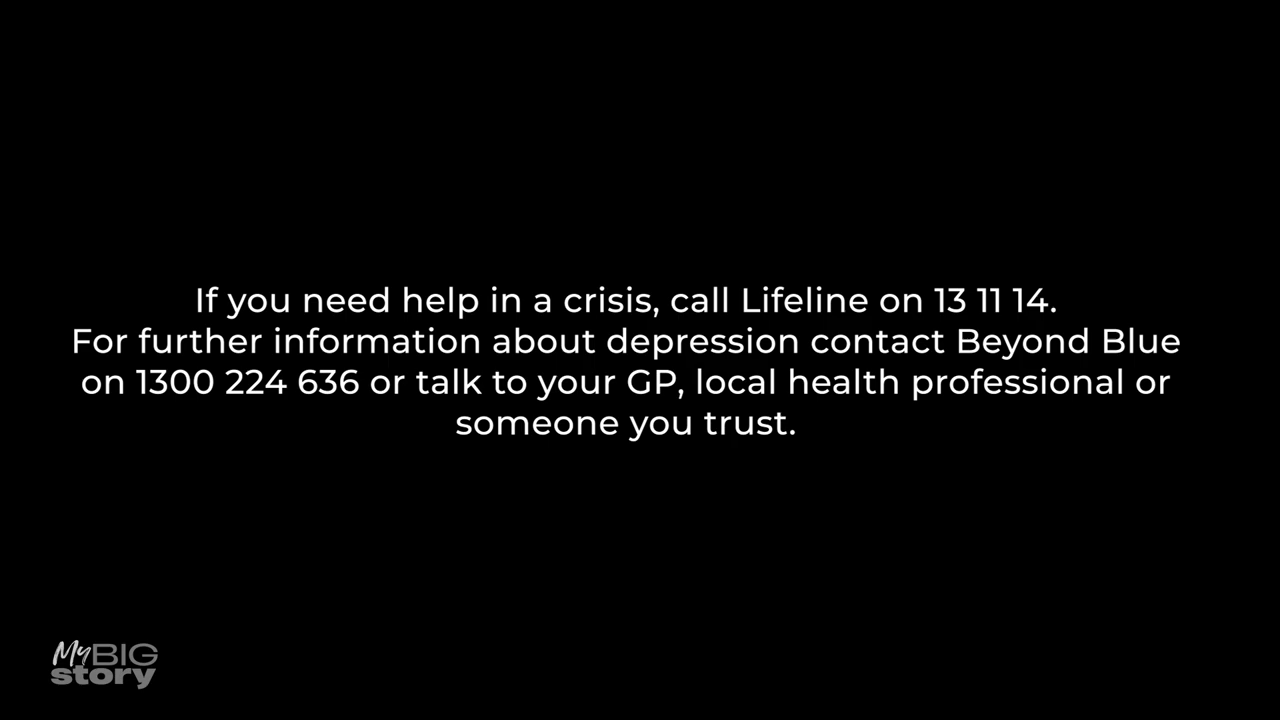 If you need help in a crisis, call Lifeline on 13 11 14.
For further information about depression contact Beyond Blue
on 1300 224 636 or talk to your GP, local health professional or
someone you trust.
My BIG
story